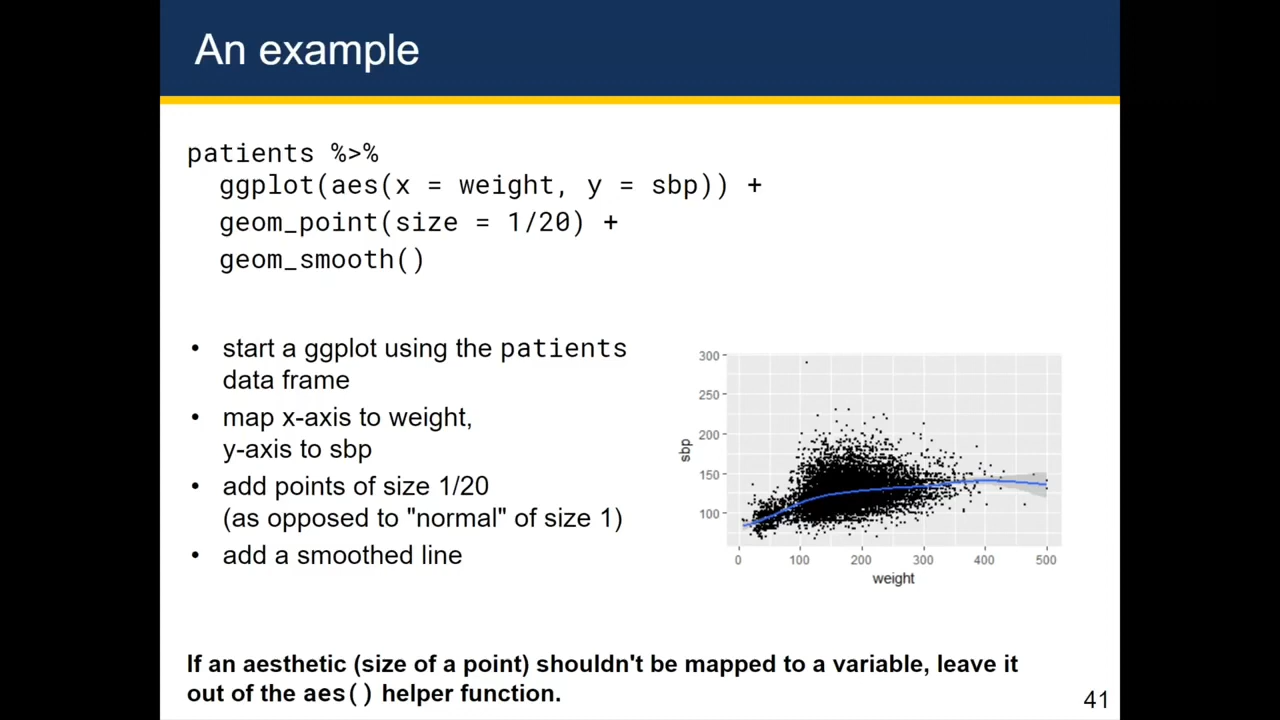 An example
patients %>%
ggplot(aes(x = weight, y = sbp)) +
geom_point(size = 1/20) +
geom_smooth()
• start a ggplot using the patients
data frame
• map x-axis to weight,
y-axis to sbp
• add points of size 1/20
(as opposed to "normal" of size 1)
• add a smoothed line
300
250
200
150
100
sbp
0 100 200 300 400 500
weight
If an aesthetic (size of a point) shouldn't be mapped to a variable, leave it
out of the aes() helper function.
41